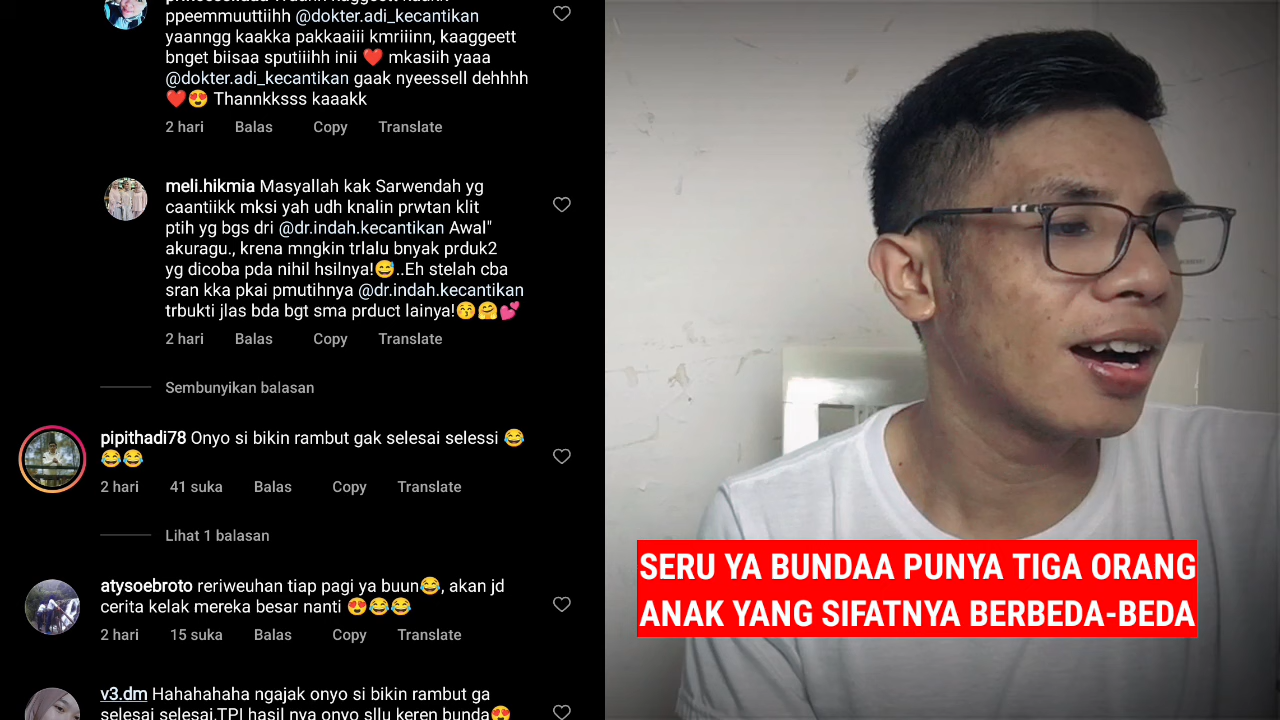 ppeemmuuttiihh @dokter.adi_kecantikan
yaanngg kaakka pakkaaiii kmriiinn, kaaggeett
bnget biisaa sputiiihh inii ❤️ mkasiih yaaa
@dokter.adi_kecantikan gaak nyeessell dehhhh
❤️😍 Thannkksss kaaakk
2 hari Balas Copy Translate
meli.hikmia Masyallah kak Sarwendah yg
caantiikk mksi yah udh knalin prwtan klit
ptih yg bgs dri @dr.indah.kecantikan Awal"
akuragu., krena mngkin trlalu bnyak prduk2
yg dicoba pda nihil hsilnya!😅..Eh stelah cba
sran kka pkai pmutihnya @dr.indah.kecantikan
trbukti jlas bda bgt sma prduct lainya!😚🤗💕
2 hari Balas Copy Translate
Sembunyikan balasan
pipithadi78 Onyo si bikin rambut gak selesai selessi 😂
😂😂
2 hari 41 suka Balas Copy Translate
Lihat 1 balasan
atysoebroto reriweuhan tiap pagi ya buun😂, akan jd
cerita kelak mereka besar nanti 😍😂😂
2 hari 15 suka Balas Copy Translate
v3.dm Hahahahaha ngajak onyo si bikin rambut ga
selesai selesai,TPI hasil nya onyo sllu keren bunda😍
SERU YA BUNDAA PUNYA TIGA ORANG
ANAK YANG SIFATNYA BERBEDA-BEDA